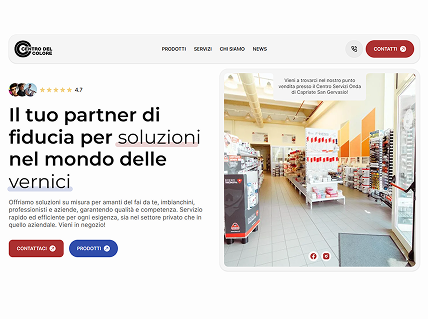 CENTRO DEL
COLORE
PRODOTTI SERVIZI CHI SIAMO NEWS
CONTATTI
4.7
Vieni a trovarci nel nostro punto
vendita presso il Centro Servizi Onda
di Capriate San Gervasio!
Il tuo partner di
fiducia per soluzioni
nel mondo delle
vernici
Offriamo soluzioni su misura per amanti del fai da te, imbianchini,
professionisti e aziende, garantendo qualità e competenza. Servizio
rapido ed efficiente per ogni esigenza, sia nel settore privato che in
quello aziendale. Vieni in negozio!
CONTATTACI PRODOTTI